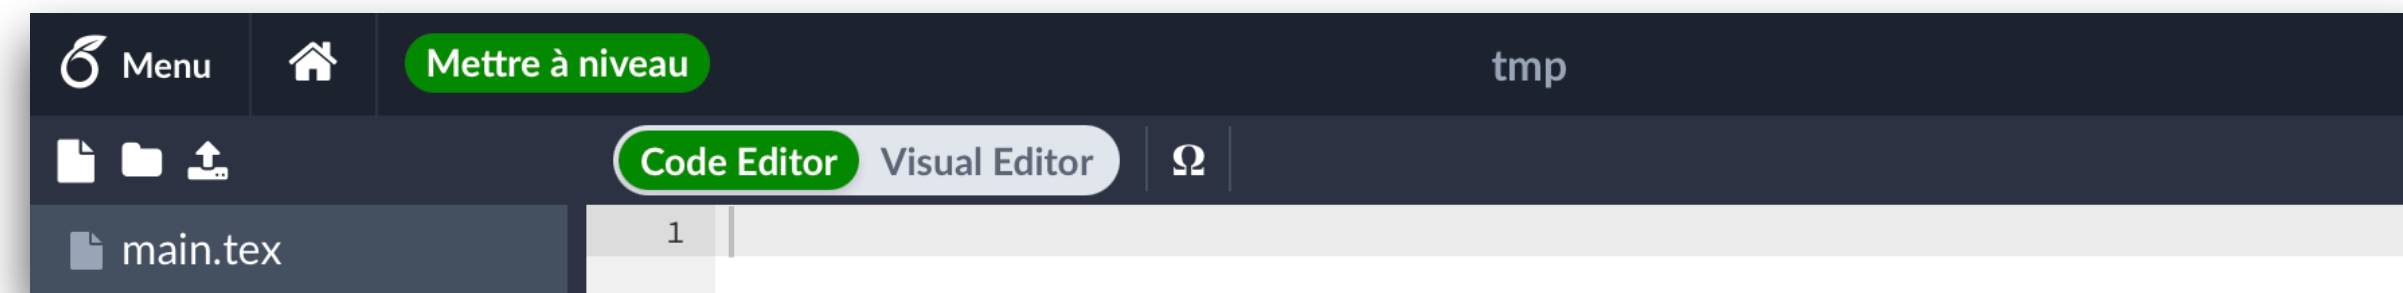 Menu
Mettre à niveau
tmp
Code Editor
Visual Editor
Ω
main.tex
1